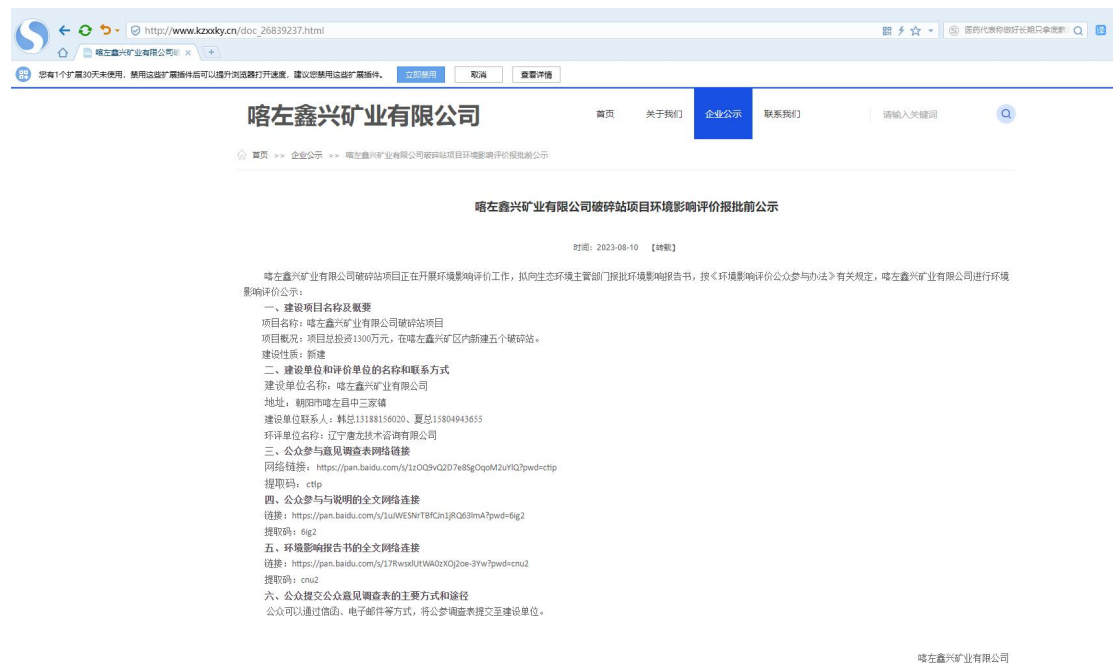 http://www.kzxxky.cn/doc_26839237.html
医药代表称做好长期只拿底薪
喀左鑫兴矿业有限公司
您有1个扩展30天未使用，禁用这些扩展插件后可以提升浏览器打开速度，建议您禁用这些扩展插件。 立即禁用 取消 查看详情
喀左鑫兴矿业有限公司 首页 关于我们 企业公示 联系我们 请输入关键词
首页 >> 企业公示 >> 喀左鑫兴矿业有限公司破碎站项目环境影响评价报批前公示
喀左鑫兴矿业有限公司破碎站项目环境影响评价报批前公示
时间：2023-08-10 【转载】
喀左鑫兴矿业有限公司破碎站项目正在开展环境影响评价工作，拟向生态环境主管部门报批环境影响报告书，按《环境影响评价公众参与办法》有关规定，喀左鑫兴矿业有限公司进行环境
影响评价公示：
一、建设项目名称及概要
项目名称：喀左鑫兴矿业有限公司破碎站项目
项目概况：项目总投资1300万元，在喀左鑫兴矿区内新建五个破碎站。
建设性质：新建
二、建设单位和评价单位的名称和联系方式
建设单位名称：喀左鑫兴矿业有限公司
地址：朝阳市喀左县中三家镇
建设单位联系人：韩总13188156020、夏总15804943655
环评单位名称：辽宁唐龙技术咨询有限公司
三、公众参与意见调查表网络链接
网络链接：https://pan.baidu.com/s/1zOQ9vQ2D7e8SgOqoM2uYlQ?pwd=ctip
提取码：ctip
四、公众参与与说明的全文网络连接
链接：https://pan.baidu.com/s/1uJWESNrTBfCJn1jRQ63lmA?pwd=6ig2
提取码：6ig2
五、环境影响报告书的全文网络连接
链接：https://pan.baidu.com/s/17RwsxlUtWA0zXOj2oe-3Yw?pwd=cnu2
提取码：cnu2
六、公众提交公众意见调查表的主要方式和途径
公众可以通过信函、电子邮件等方式，将公参调查表提交至建设单位。
喀左鑫兴矿业有限公司